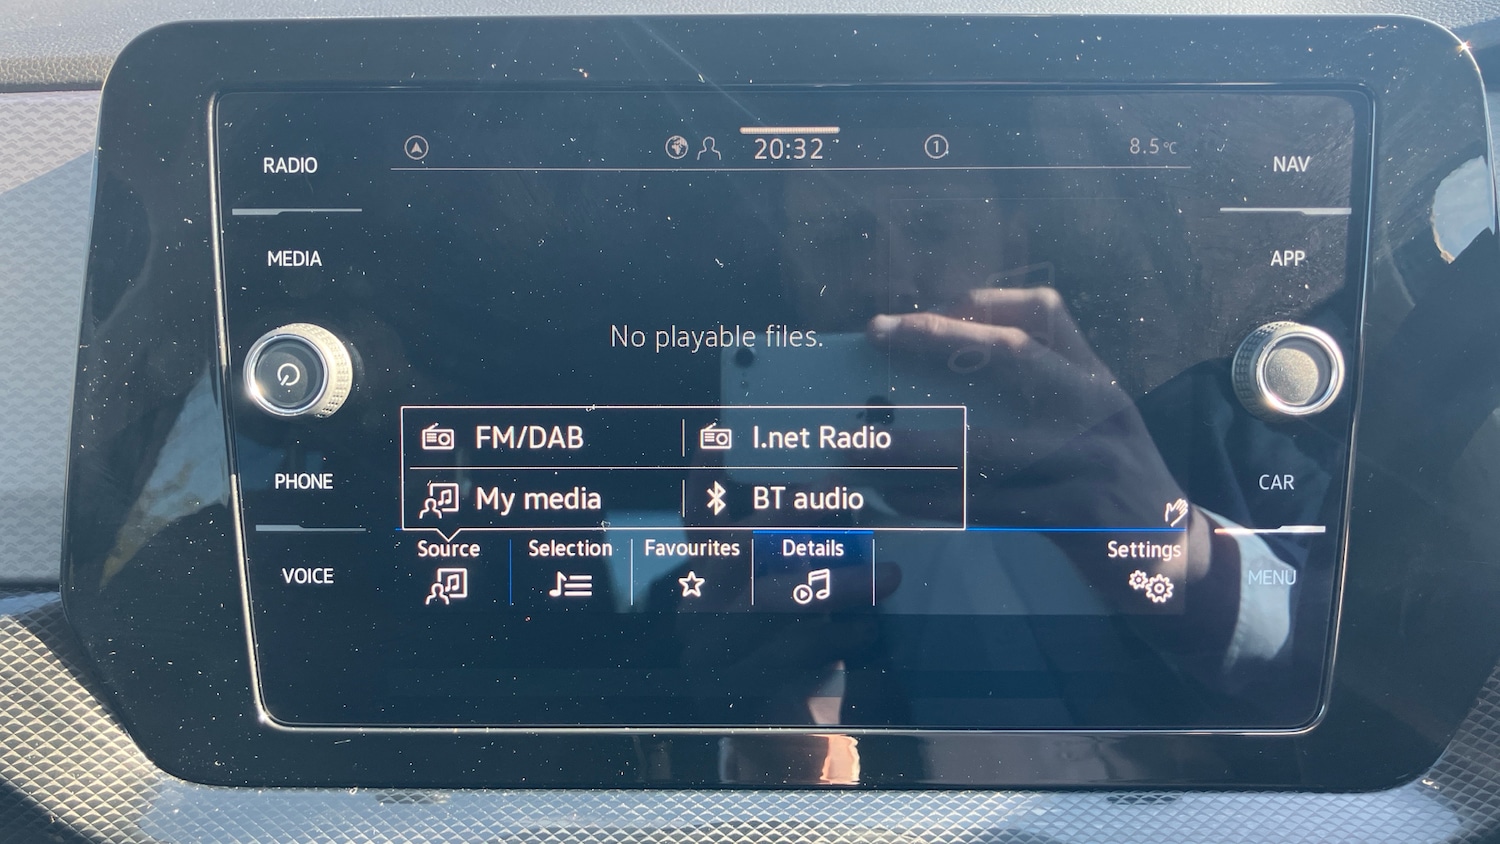 20:32
1
8.5°C
RADIO
NAV
MEDIA
APP
No playable files.
FM/DAB
I.net Radio
My media
BT audio
PHONE
CAR
Source
Selection
Favourites
Details
Settings
VOICE
MENU